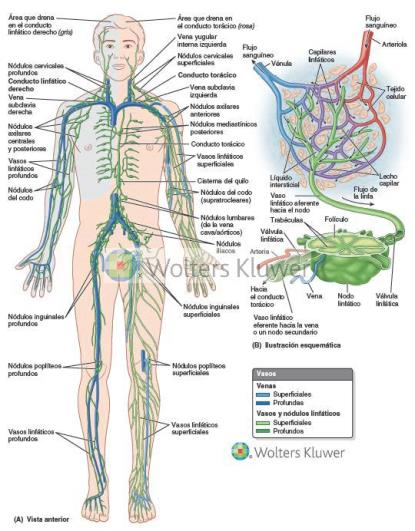 Área que drena
en el conducto
linfático derecho (gris)
Área que drena en el
conducto torácico (rosa)
Vena yugular
interna izquierda
Nódulos cervicales
superficiales
Conducto torácico
Nódulos cervicales
profundos
Conducto linfático
derecho
Vena
subclavia
derecha
Nódulos
axilares
centrales
y posteriores
Vasos
linfáticos
profundos
Nódulos
del codo
Vena subclavia
izquierda
Nódulos axilares
anteriores
Nódulos mediastínicos
posteriores
Conducto torácico
Vasos linfáticos
superficiales
Cisterna del quilo
Nódulos del codo
(supratrocleares)
Nódulos lumbares
(de la vena
cava/aórticos)
Nódulos
ilíacos
Nódulos inguinales
profundos
Nódulos inguinales
superficiales
Nódulos poplíteos
profundos
Nódulos poplíteos
superficiales
Vasos linfáticos
profundos
Vasos linfáticos
superficiales
(A) Vista anterior
Flujo
sanguíneo
Arteriola
Flujo
sanguíneo
Capilares
linfáticos
Vénula
Tejido
celular
Líquido
intersticial
Lecho
capilar
Flujo de
la linfa
Vaso
linfático aferente
hacia el nodo
Trabéculas
Folículo
Válvula
linfática
Arteria
Hacia
el conducto
torácico
Vena
Nodo
linfático
Válvula
linfática
Vaso linfático
eferente hacia la vena
o un nodo secundario
(B) Ilustración esquemática
Wolters Kluwer
Vasos
Venas
Superficiales
Profundas
Vasos y nódulos linfáticos
Superficiales
Profundos
Wolters Kluwer